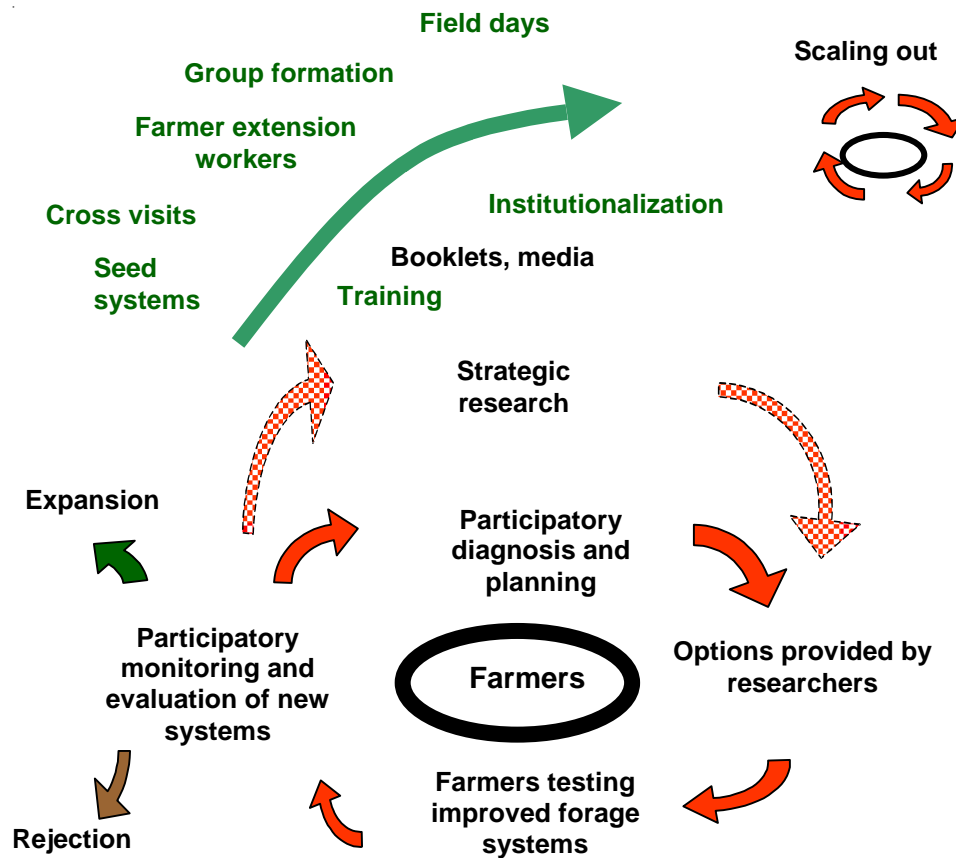 Field days
Scaling out
Group formation
Farmer extension
workers
Cross visits
Institutionalization
Booklets, media
Seed
systems
Training
Strategic
research
Expansion
Participatory
diagnosis and
planning
Participatory
monitoring and
evaluation of new
systems
Farmers
Options provided by
researchers
Farmers testing
improved forage
systems
Rejection